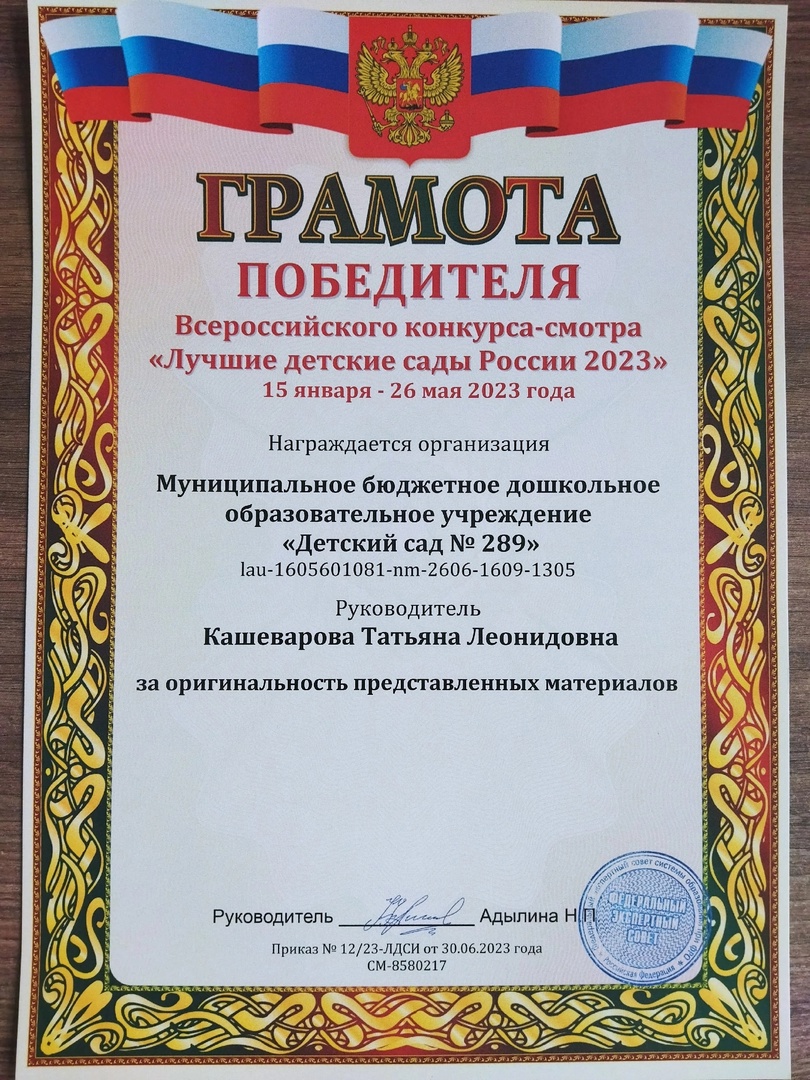 ГРАМОТА
ПОБЕДИТЕЛЯ
Всероссийского конкурса-смотра
«Лучшие детские сады России 2023»
15 января - 26 мая 2023 года
Награждается организация
Муниципальное бюджетное дошкольное
образовательное учреждение
«Детский сад № 289»
lau-1605601081-nm-2606-1609-1305
Руководитель
Кашеварова Татьяна Леонидовна
за оригинальность представленных материалов
Руководитель Адылина Н.П.
Приказ № 12/23-ЛДСИ от 30.06.2023 года
СМ-8580217
ФЕДЕРАЛЬНЫЙ
ЭКСПЕРТНЫЙ
СОВЕТ
Российская Федерация